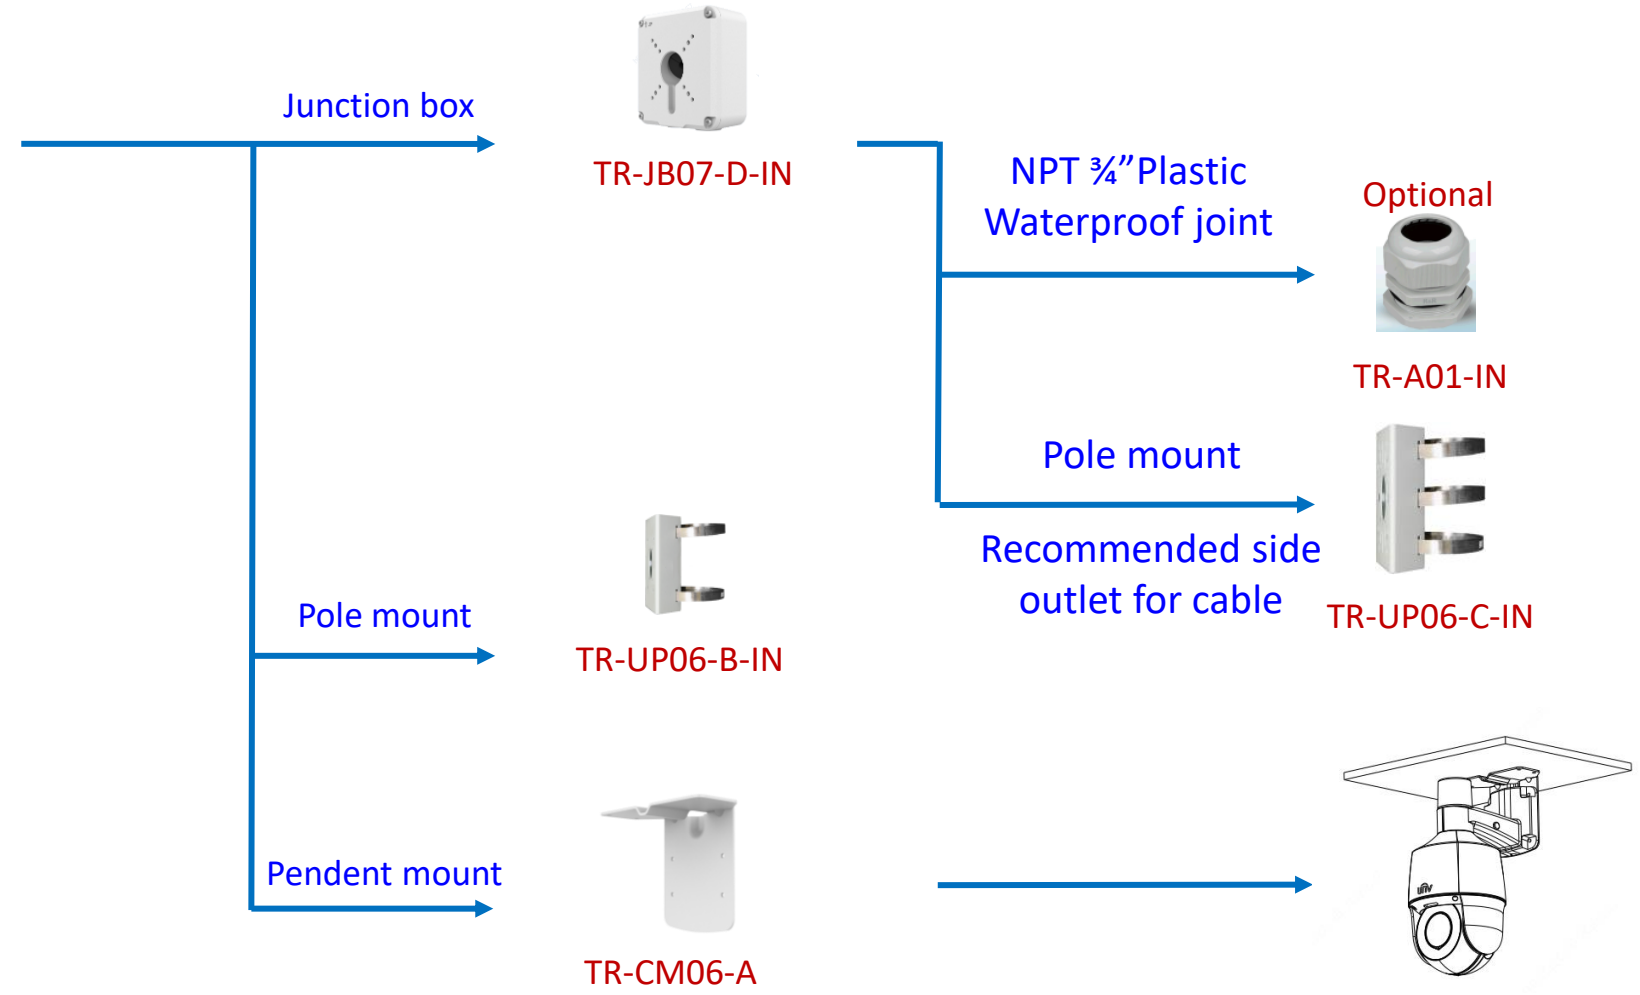 Junction box
TR-JB07-D-IN
NPT ¾”Plastic
Waterproof joint
Optional
TR-A01-IN
Pole mount
Recommended side
outlet for cable
TR-UP06-C-IN
Pole mount
TR-UP06-B-IN
Pendent mount
TR-CM06-A
unv